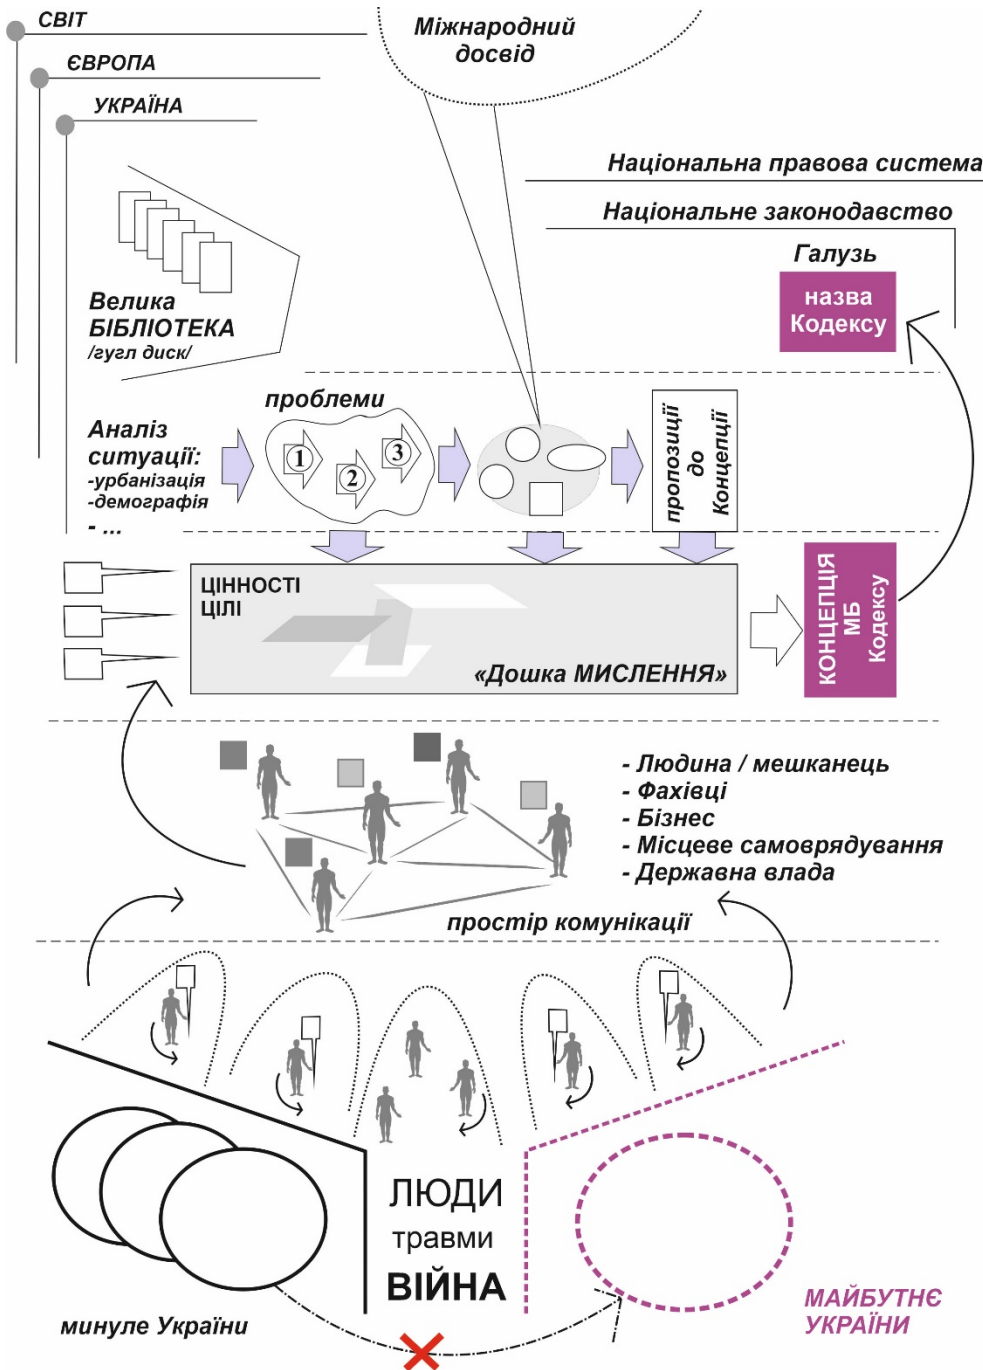 СВІТ
ЄВРОПА
УКРАЇНА
Міжнародний
досвід
Національна правова система
Національне законодавство
Галузь
назва
Кодексу
Велика
БІБЛІОТЕКА
/гугл диск/
проблеми
Аналіз
ситуації:
-урбанізація
-демографія
- ...
1
2
3
пропозиції
до
Концепції
ЦІННОСТІ
ЦІЛІ
«Дошка МИСЛЕННЯ»
КОНЦЕПЦІЯ
МБ
Кодексу
- Людина / мешканець
- Фахівці
- Бізнес
- Місцеве самоврядування
- Державна влада
простір комунікації
ЛЮДИ
травми
ВІЙНА
минуле України
МАЙБУТНЄ
УКРАЇНИ